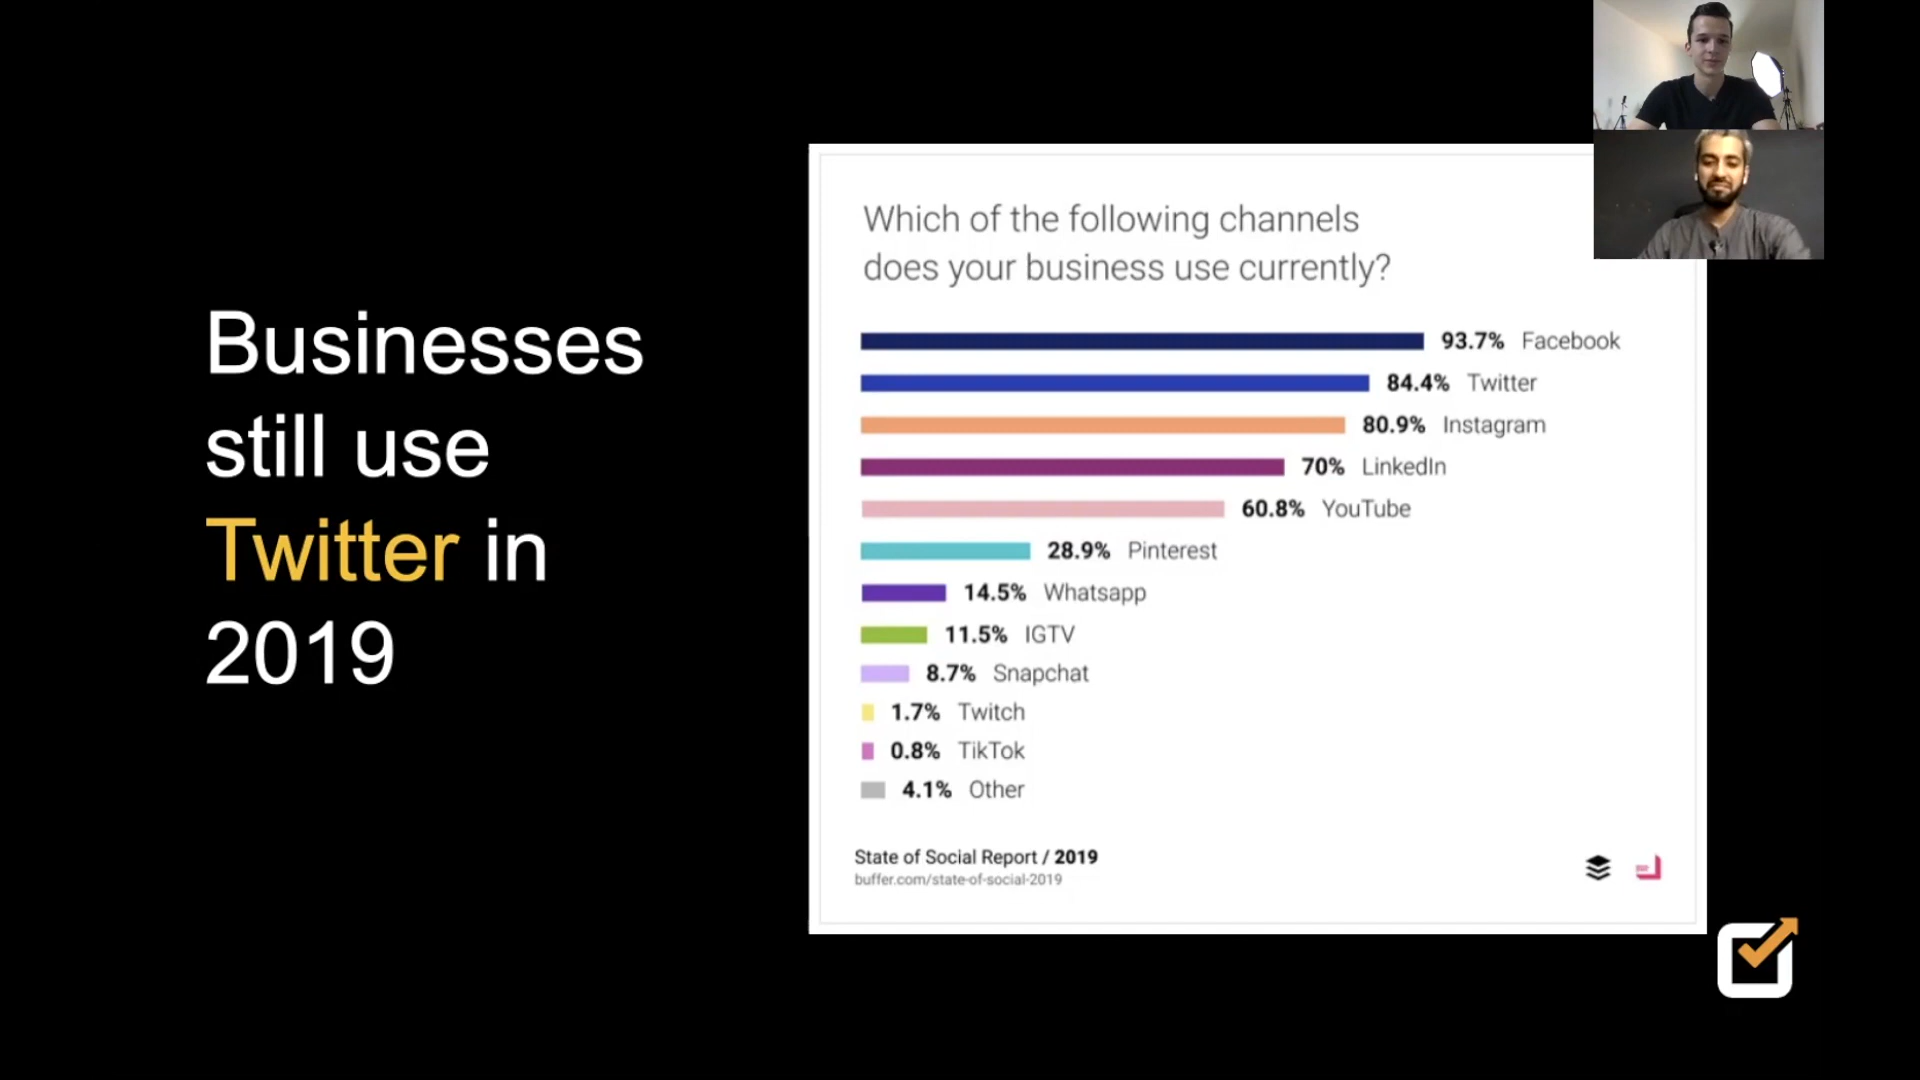 Businesses
still use
Twitter in
2019
Which of the following channels
does your business use currently?
93.7% Facebook
84.4% Twitter
80.9% Instagram
70% LinkedIn
60.8% YouTube
28.9% Pinterest
14.5% Whatsapp
11.5% IGTV
8.7% Snapchat
1.7% Twitch
0.8% TikTok
4.1% Other
State of Social Report / 2019
buffer.com/state-of-social-2019